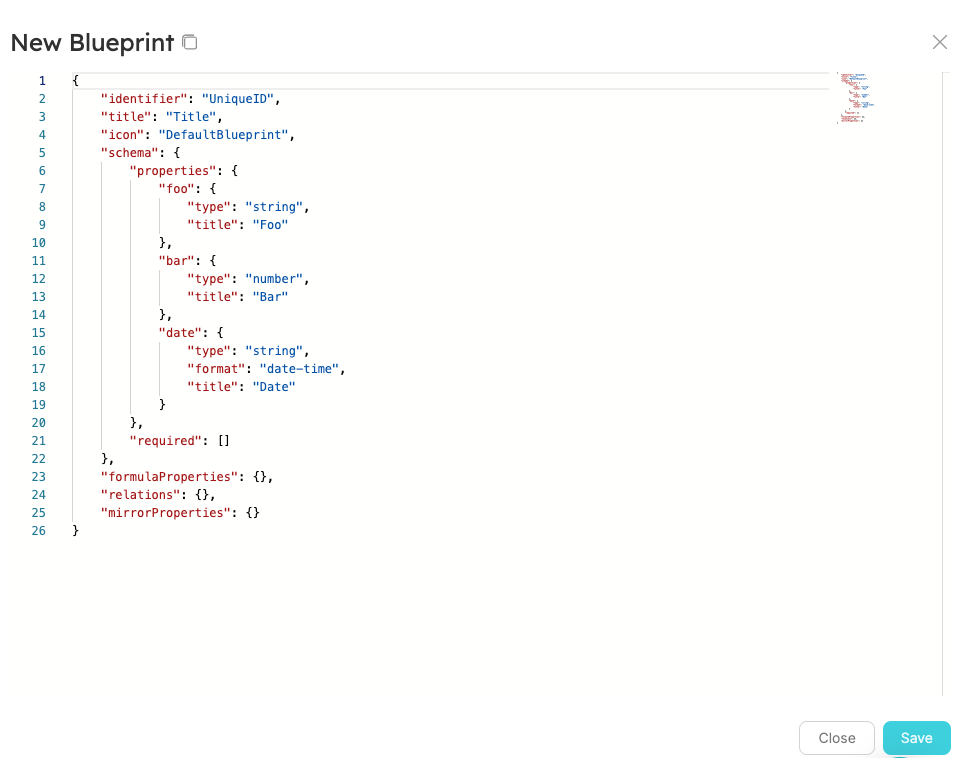 New Blueprint
1 {
2     "identifier": "UniqueID",
3     "title": "Title",
4     "icon": "DefaultBlueprint",
5     "schema": {
6         "properties": {
7             "foo": {
8                 "type": "string",
9                 "title": "Foo"
10             },
11             "bar": {
12                 "type": "number",
13                 "title": "Bar"
14             },
15             "date": {
16                 "type": "string",
17                 "format": "date-time",
18                 "title": "Date"
19             }
20         },
21         "required": []
22     },
23     "formulaProperties": {},
24     "relations": {},
25     "mirrorProperties": {}
26 }
Close
Save